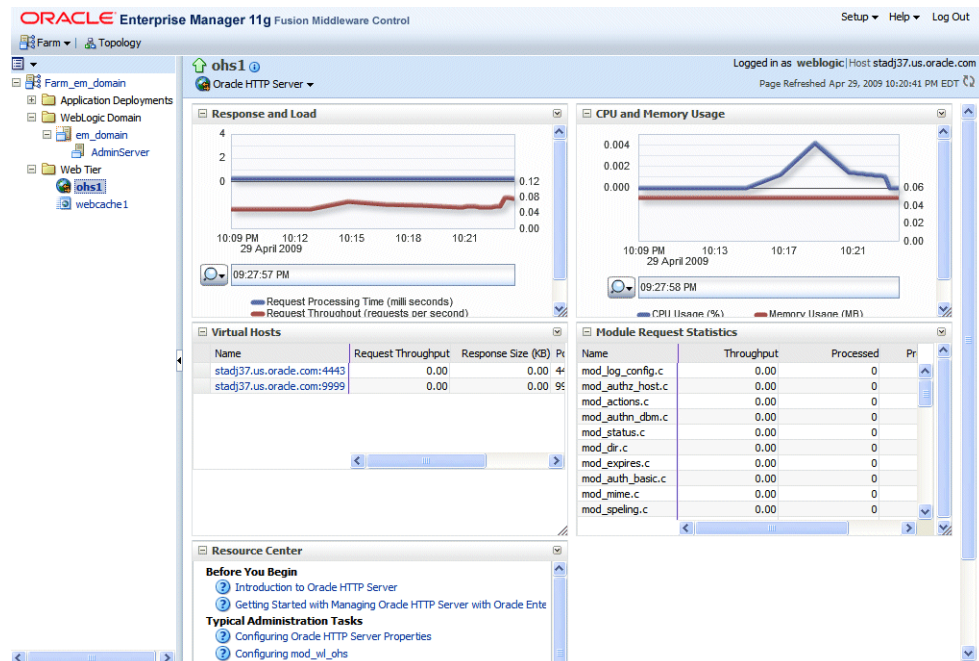 ORACLE Enterprise Manager 11g Fusion Middleware Control
Setup Help Log Out
Farm Topology
Farm_em_domain
Application Deployments
WebLogic Domain
em_domain
AdminServer
Web Tier
ohs1
webcache1
ohs1
Logged in as weblogic|Host stadj37.us.oracle.com
Oracle HTTP Server
Page Refreshed Apr 29, 2009 10:20:41 PM EDT
Response and Load
4
2
0
0.12
0.08
0.04
0.00
10:09 PM 10:12 10:15 10:18 10:21
29 April 2009
09:27:57 PM
Request Processing Time (milli seconds)
Request Throughput (requests per second)
CPU and Memory Usage
0.004
0.002
0.000
0.06
0.04
0.02
0.00
10:09 PM 10:13 10:17 10:21
29 April 2009
09:27:58 PM
CPU Usage (%) Memory Usage (MB)
Virtual Hosts
Name Request Throughput Response Size (KB) Pc
stadj37.us.oracle.com:4443 0.00 0.00 44
stadj37.us.oracle.com:9999 0.00 0.00 99
Module Request Statistics
Name Throughput Processed Pr
mod_log_config.c 0.00 0
mod_authz_host.c 0.00 0
mod_actions.c 0.00 0
mod_authn_dbm.c 0.00 0
mod_status.c 0.00 0
mod_dir.c 0.00 0
mod_expires.c 0.00 0
mod_auth_basic.c 0.00 0
mod_mime.c 0.00 0
mod_speling.c 0.00 0
Resource Center
Before You Begin
Introduction to Oracle HTTP Server
Getting Started with Managing Oracle HTTP Server with Oracle Ente
Typical Administration Tasks
Configuring Oracle HTTP Server Properties
Configuring mod_wl_ohs